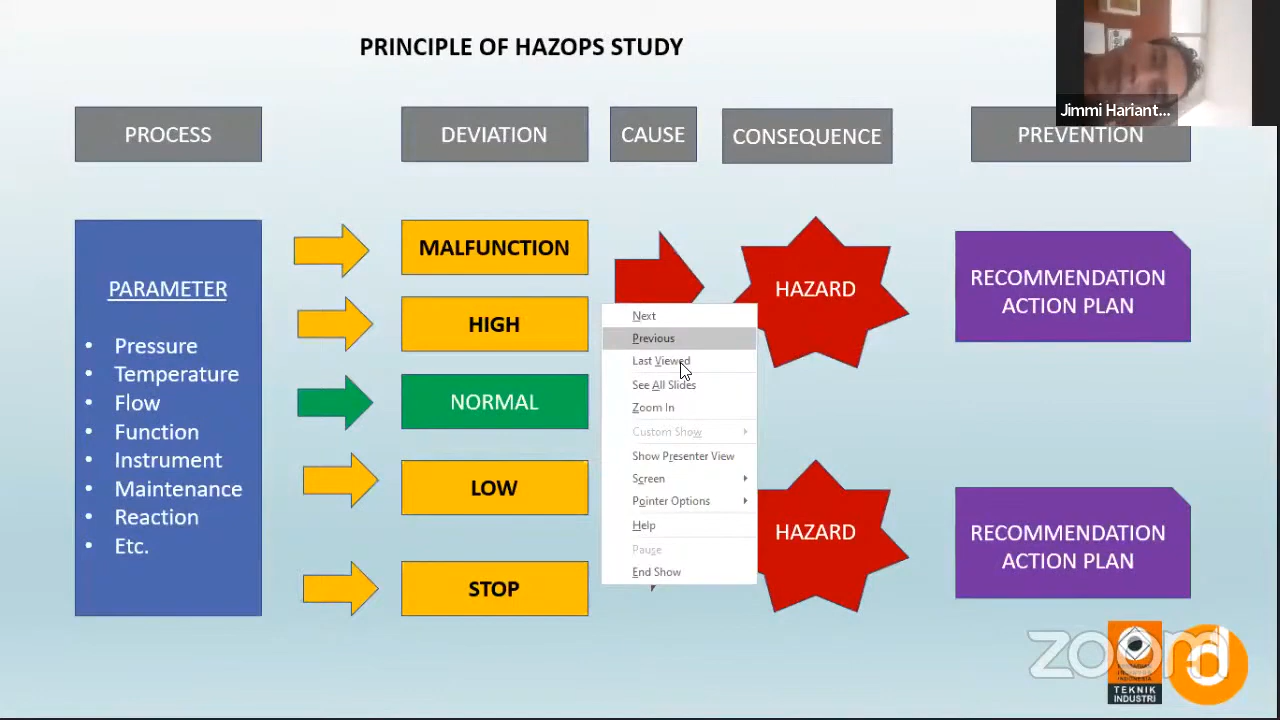 PRINCIPLE OF HAZOPS STUDY
Jimmi Hariant...
PROCESS
DEVIATION
CAUSE
CONSEQUENCE
PREVENTION
PARAMETER
• Pressure
• Temperature
• Flow
• Function
• Instrument
• Maintenance
• Reaction
• Etc.
MALFUNCTION
HIGH
NORMAL
LOW
STOP
Next
Previous
Last Viewed
See All Slides
Zoom In
Custom Show
Show Presenter View
Screen
Pointer Options
Help
Pause
End Show
HAZARD
HAZARD
RECOMMENDATION
ACTION PLAN
RECOMMENDATION
ACTION PLAN
zoom
TEKNIK
INDUSTRI